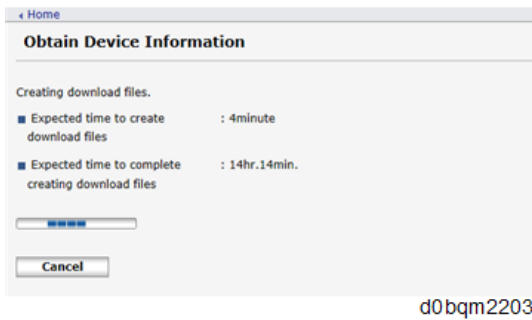 Home
Obtain Device Information
Creating download files.
Expected time to create : 4minute
download files
Expected time to complete : 14hr.14min.
creating download files
Cancel
d0bqm2203